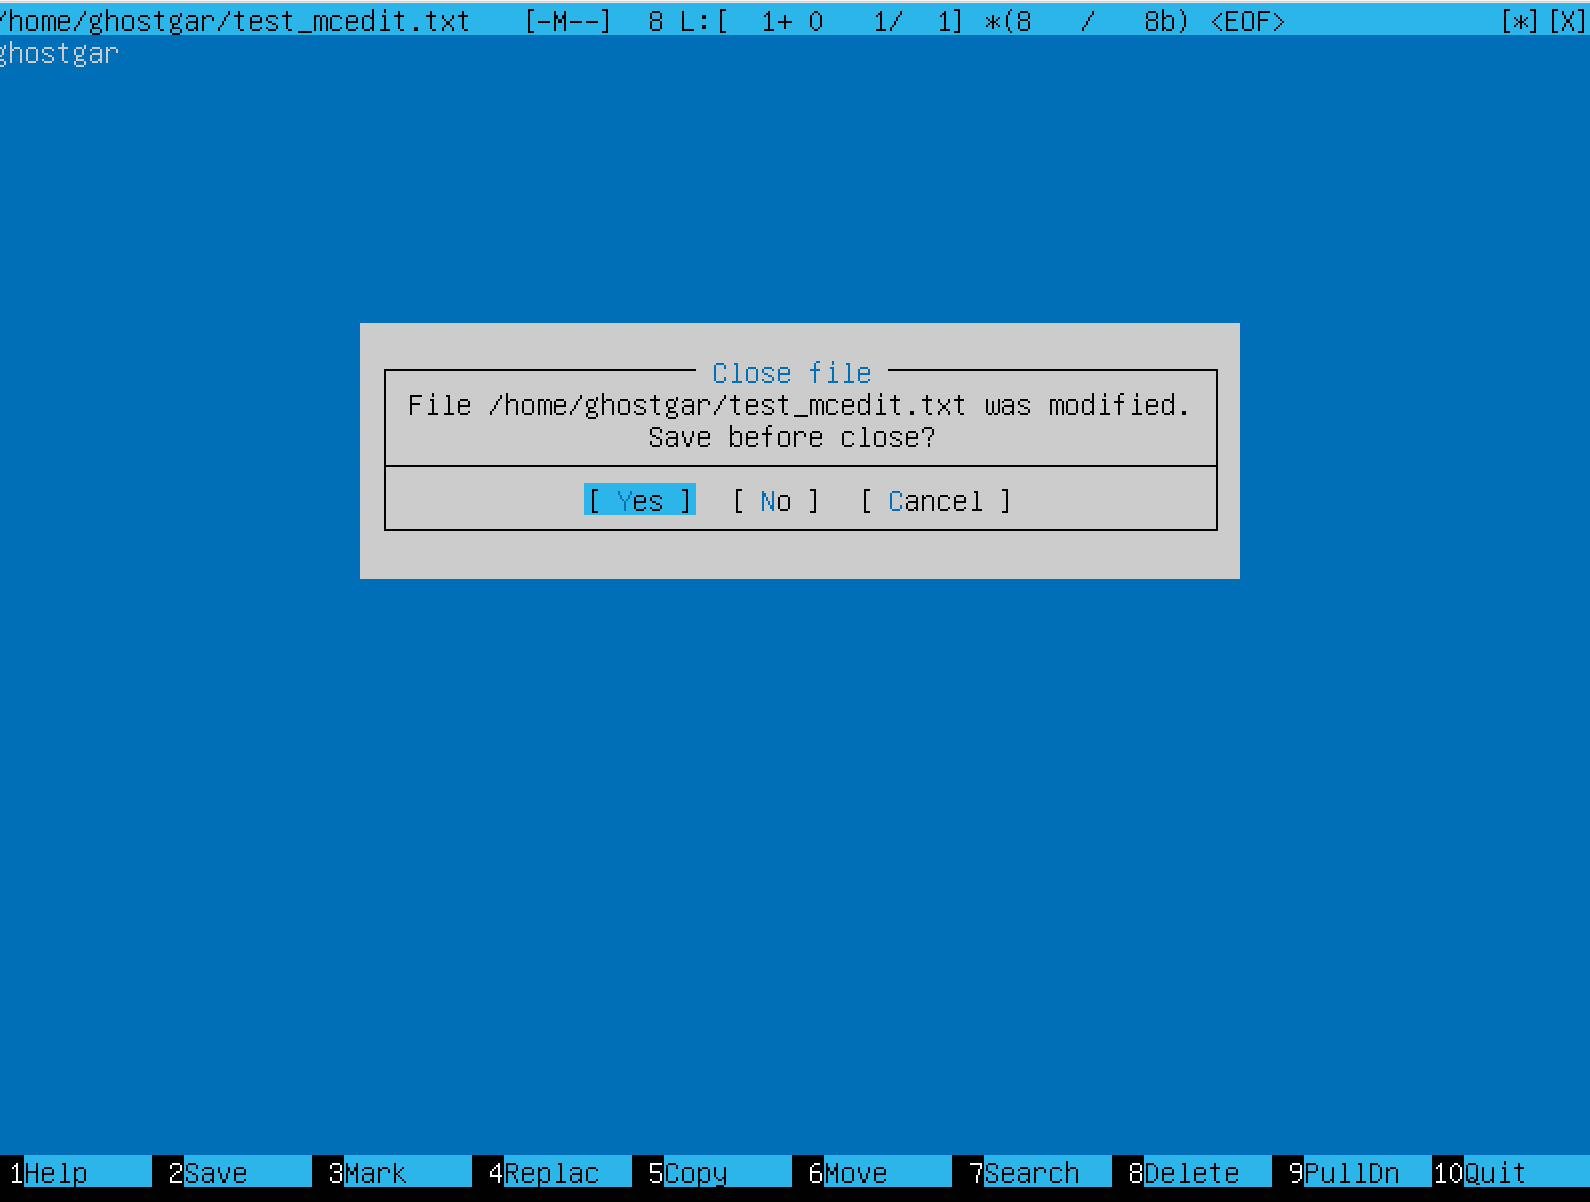 /home/ghostgar/test_mcedit.txt   [-M--]  8 L:[  1+ 0   1/  1] *(8   /   8b) <EOF>   [*][X]
ghostgar
Close file
File /home/ghostgar/test_mcedit.txt was modified.
Save before close?
[ Yes ]  [ No ]  [ Cancel ]
1Help  2Save  3Mark  4Replac  5Copy  6Move  7Search  8Delete  9PullDn  10Quit